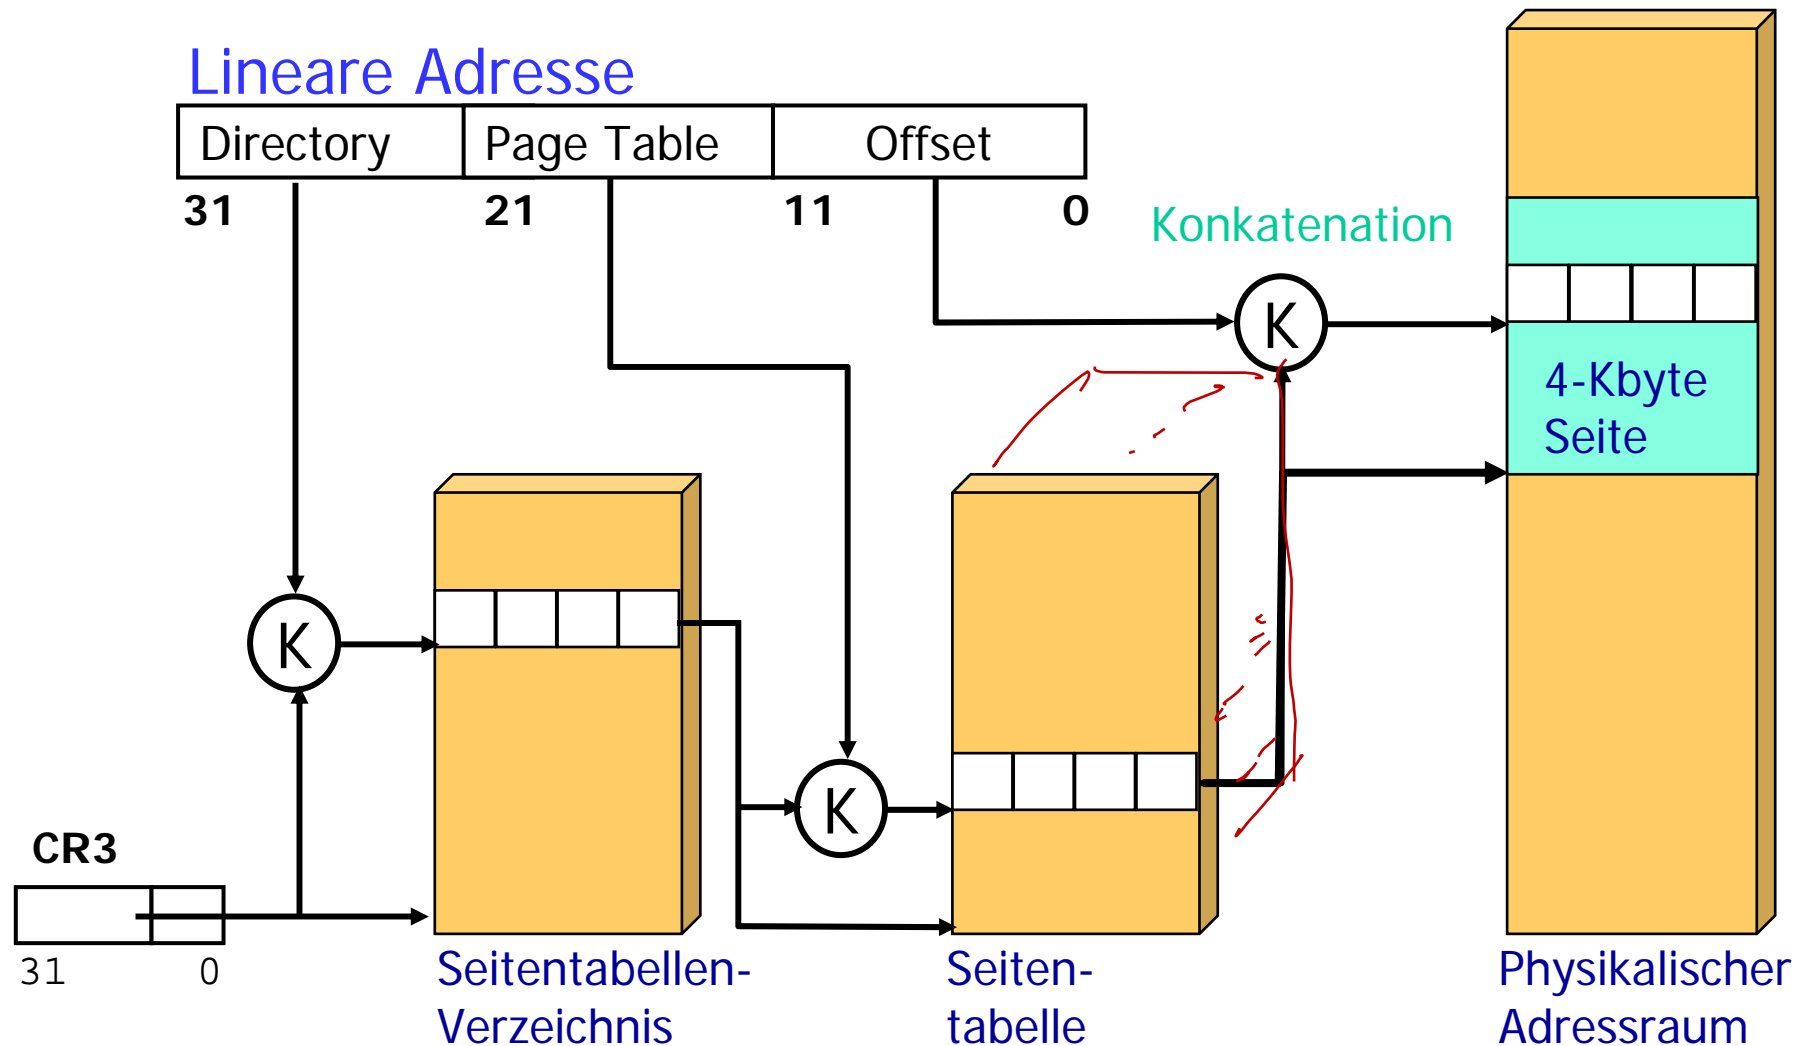 Lineare Adresse
Directory Page Table Offset
31 21 11 0
Konkatenation
K
4-Kbyte
Seite
K
K
CR3
31 0
Seitentabellen-
Verzeichnis
Seiten-
tabelle
Physikalischer
Adressraum